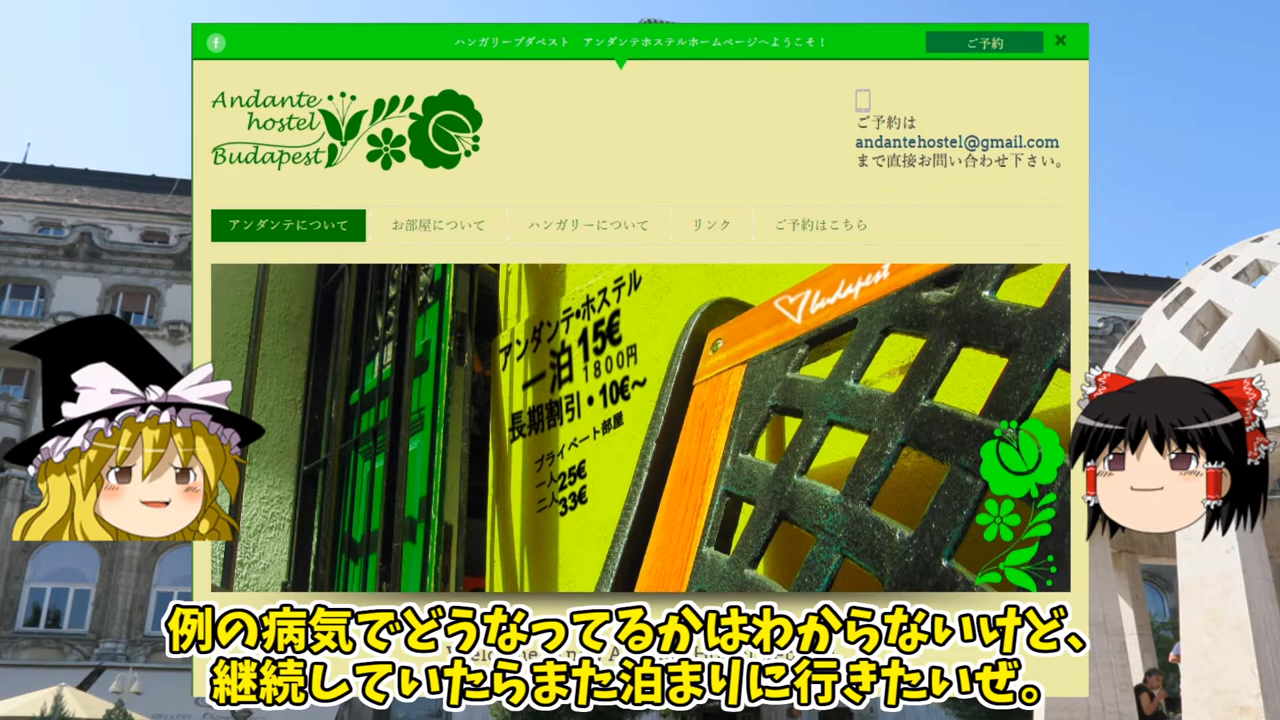 ハンガリーブダペスト　アンダンテホステルホームページへようこそ！
ご予約
Andante
hostel
Budapest
ご予約は
andantehostel@gmail.com
まで直接お問い合わせ下さい。
アンダンテについて
お部屋について
ハンガリーについて
リンク
ご予約はこちら
budapest
アンダンテ・ホステル
一泊 15€
1800円
長期割引・10€〜
プライベート部屋
一人25€
二人33€
例の病気でどうなってるかはわからないけど、
継続していたらまた泊まりに行きたいぜ。